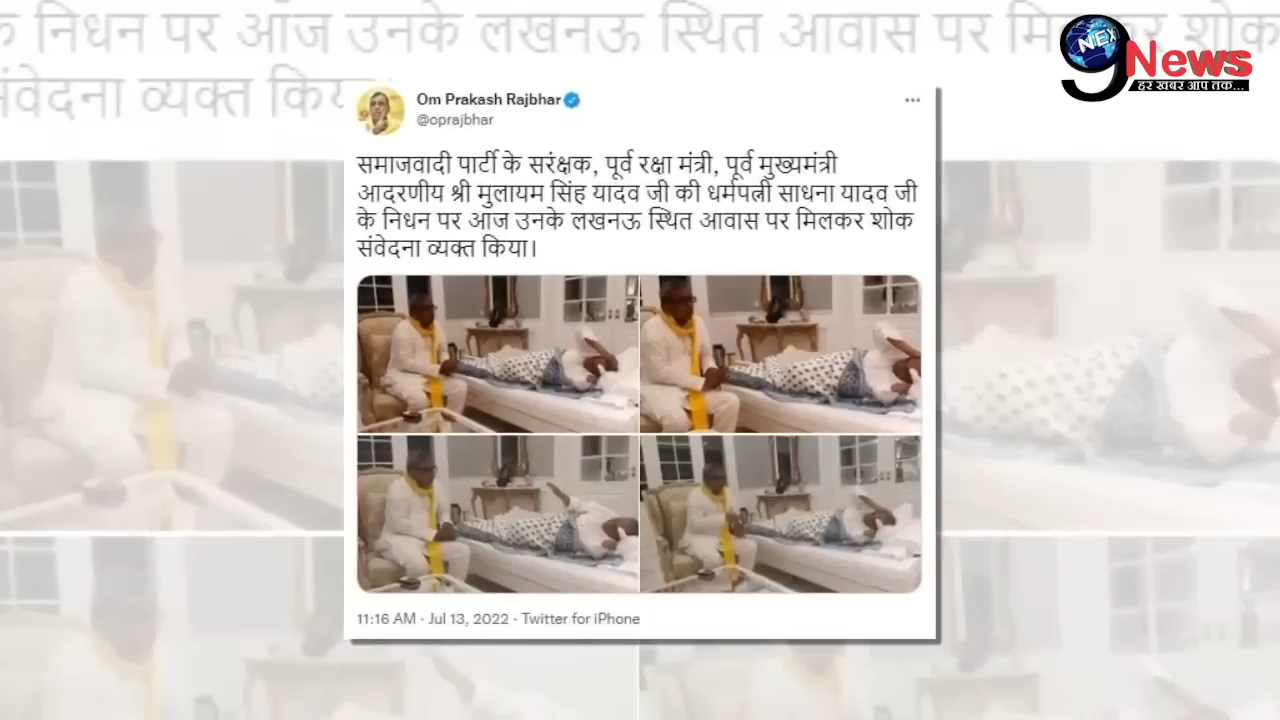 के निधन पर आज उनके लखनऊ स्थित आवास पर मिलकर शोक
संवेदना व्यक्त किय
NEX
9News
हर खबर आप तक...
Om Prakash Rajbhar
@oprajbhar
समाजवादी पार्टी के सरंक्षक, पूर्व रक्षा मंत्री, पूर्व मुख्यमंत्री
आदरणीय श्री मुलायम सिंह यादव जी की धर्मपत्नी साधना यादव जी
के निधन पर आज उनके लखनऊ स्थित आवास पर मिलकर शोक
संवेदना व्यक्त किया।
11:16 AM · Jul 13, 2022 · Twitter for iPhone